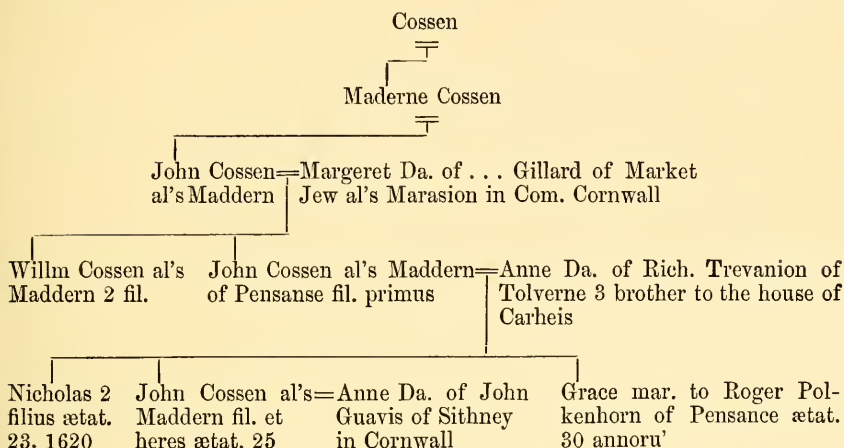 Cossen
Maderne Cossen
John Cossen=Margeret Da. of . . . Gillard of Market
al's Maddern Jew al's Marasion in Com. Cornwall
Willm Cossen al's John Cossen al's Maddern=Anne Da. of Rich. Trevanion of
Maddern 2 fil. of Pensanse fil. primus Tolverne 3 brother to the house of
Carheis
Nicholas 2 John Cossen al's=Anne Da. of John Grace mar. to Roger Pol-
filius ætat. Maddern fil. et Guavis of Sithney kenhorn of Pensance ætat.
23, 1620 heres ætat. 25 in Cornwall 30 annoru'